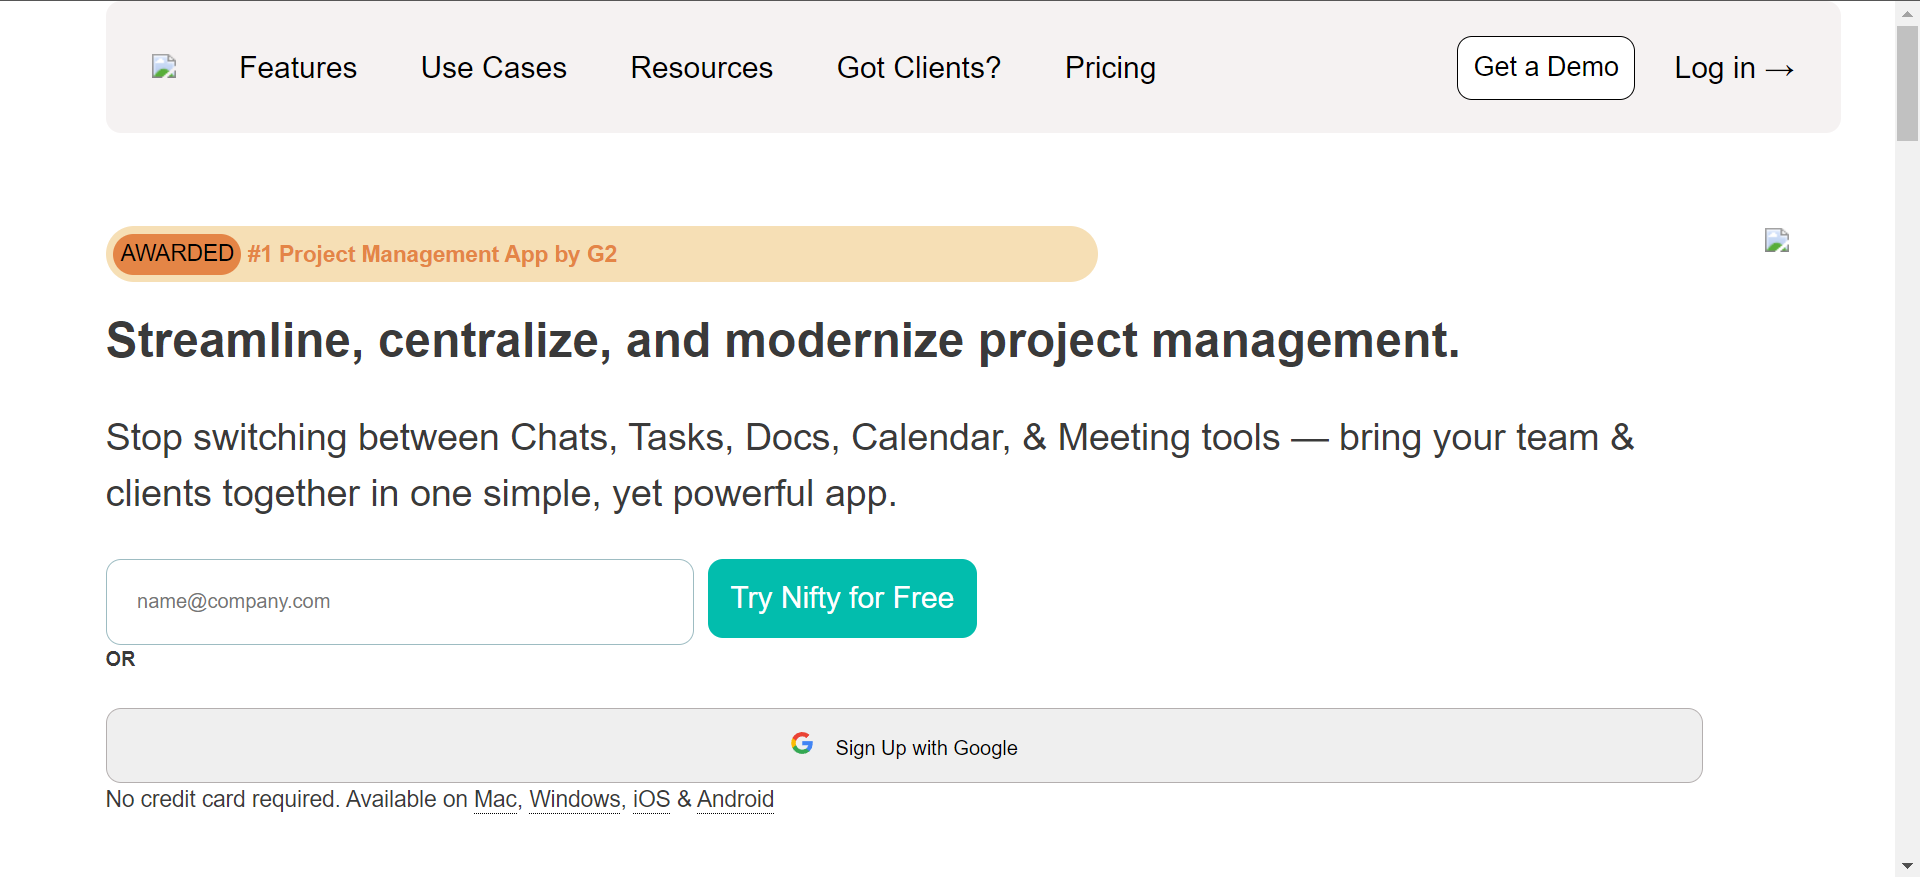 Features Use Cases Resources Got Clients? Pricing Get a Demo Log in →
AWARDED #1 Project Management App by G2
Streamline, centralize, and modernize project management.
Stop switching between Chats, Tasks, Docs, Calendar, & Meeting tools — bring your team &
clients together in one simple, yet powerful app.
name@company.com Try Nifty for Free
OR
Sign Up with Google
No credit card required. Available on Mac, Windows, iOS & Android